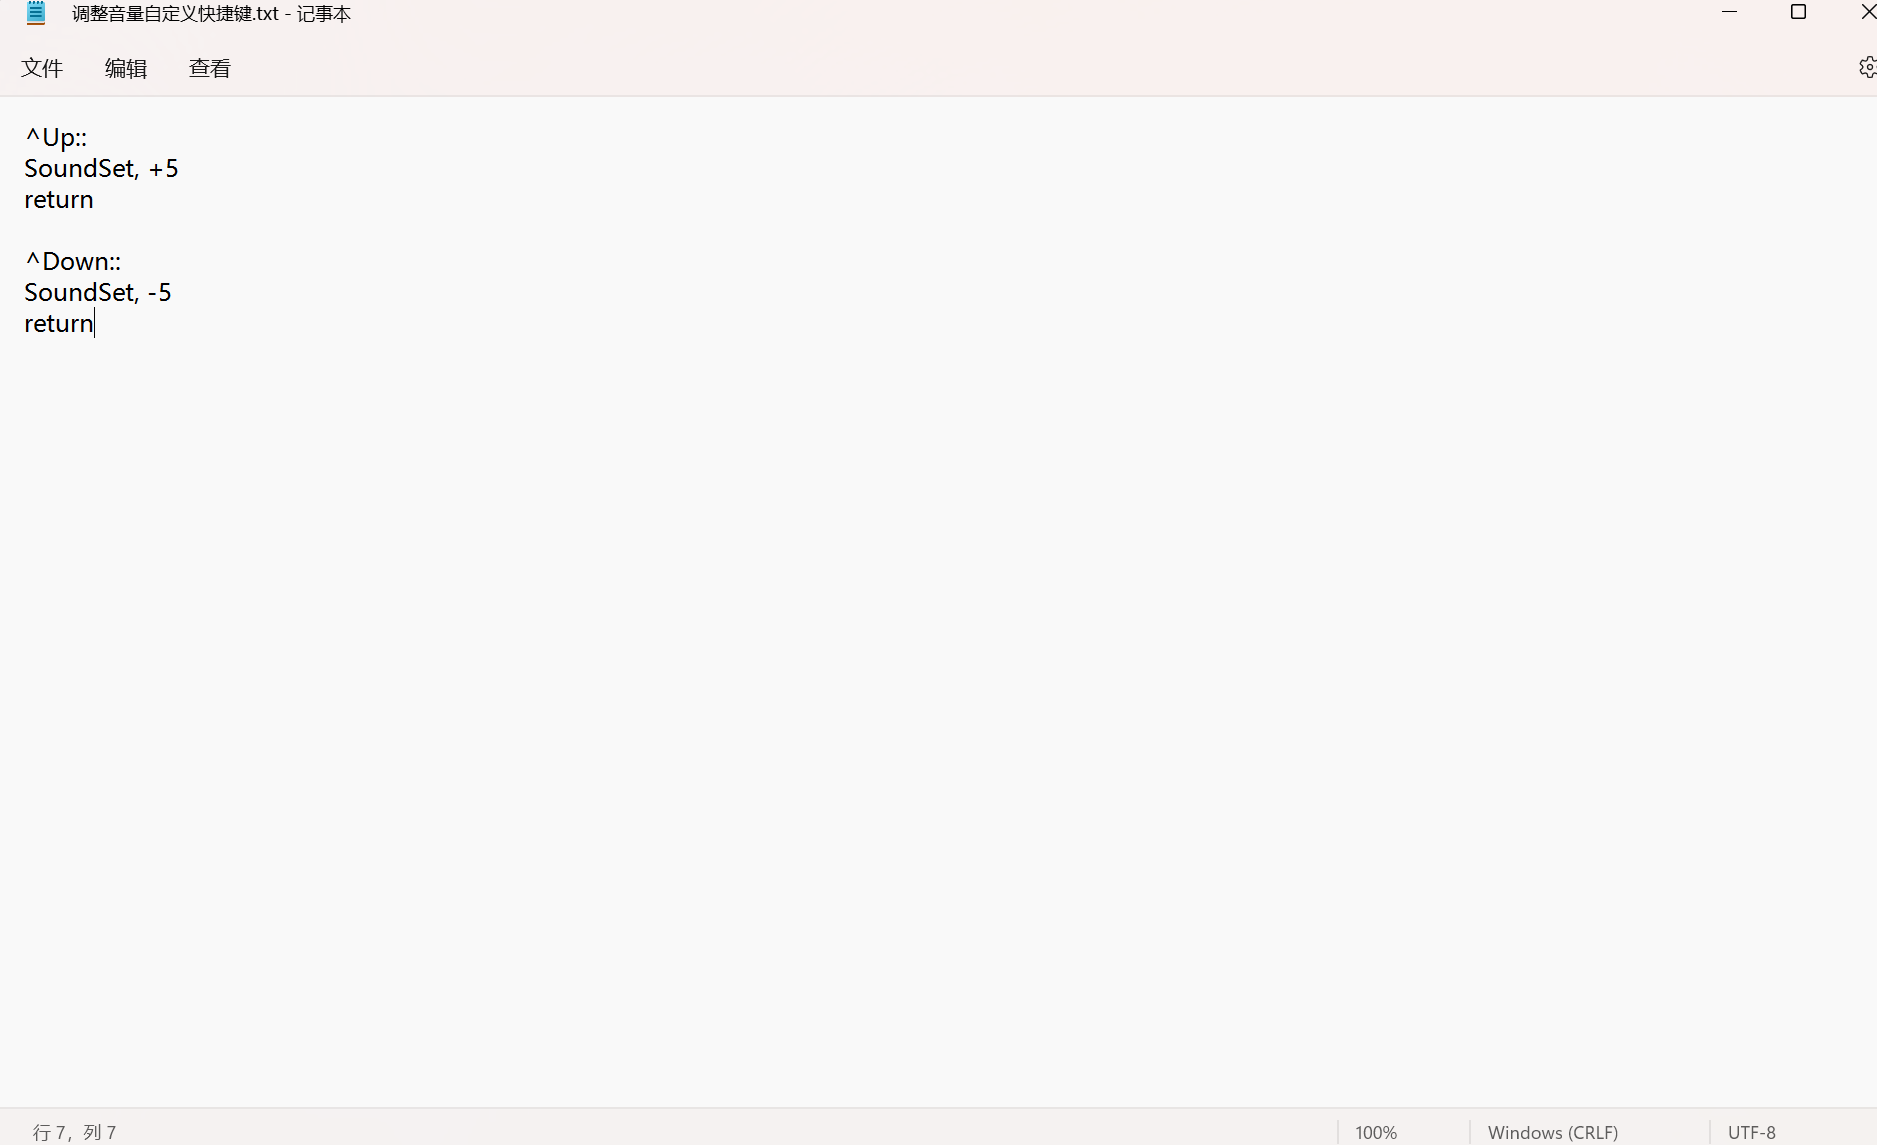 调整音量自定义快捷键.txt - 记事本
文件 编辑 查看
^Up::
SoundSet, +5
return
^Down::
SoundSet, -5
return
行 7，列 7 100% Windows (CRLF) UTF-8